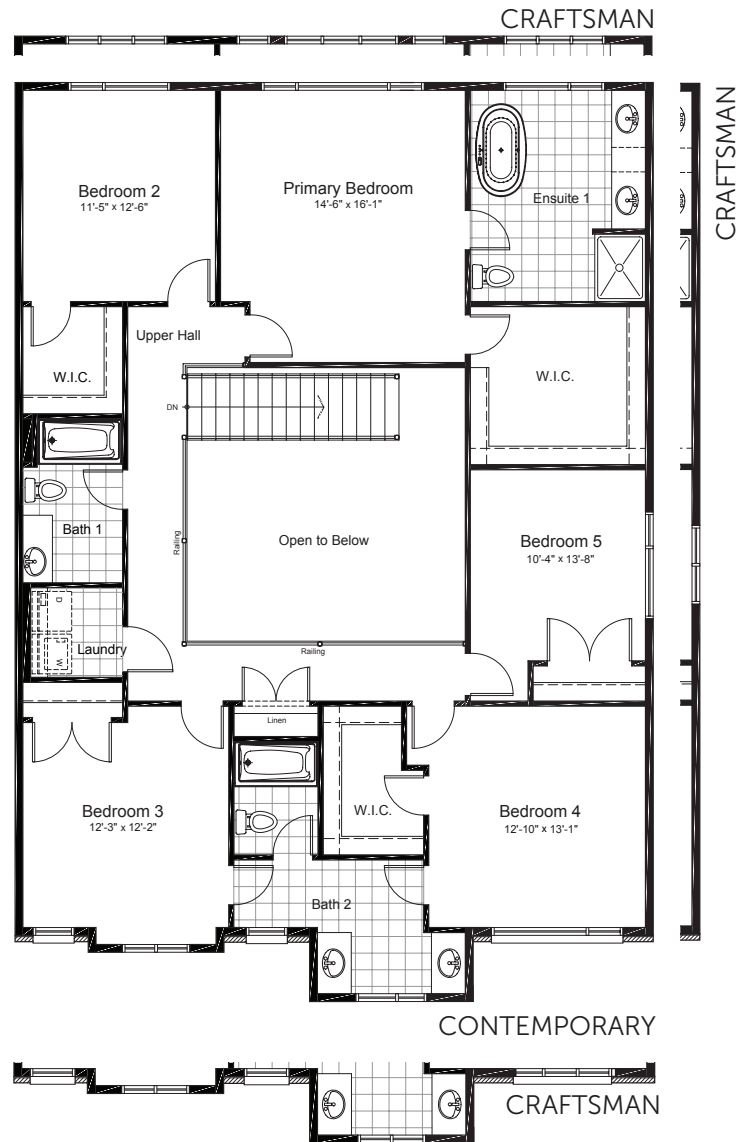 CRAFTSMAN
CRAFTSMAN
Bedroom 2
11'-5" x 12'-6"
Primary Bedroom
14'-6" x 16'-1"
Ensuite 1
Upper Hall
W.I.C.
W.I.C.
DN
Bath 1
Railing
Open to Below
Bedroom 5
10'-4" x 13'-8"
D
W
Laundry
Railing
Linen
Bedroom 3
12'-3" x 12'-2"
W.I.C.
Bedroom 4
12'-10" x 13'-1"
Bath 2
CONTEMPORARY
CRAFTSMAN